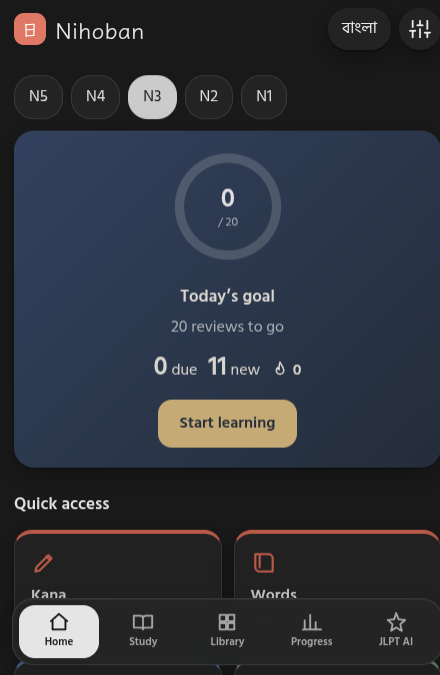 日 Nihoban
বাংলা
N5 N4 N3 N2 N1
0
/ 20
Today's goal
20 reviews to go
0 due 11 new 0
Start learning
Quick access
Kana Words
Home Study Library Progress JLPT AI